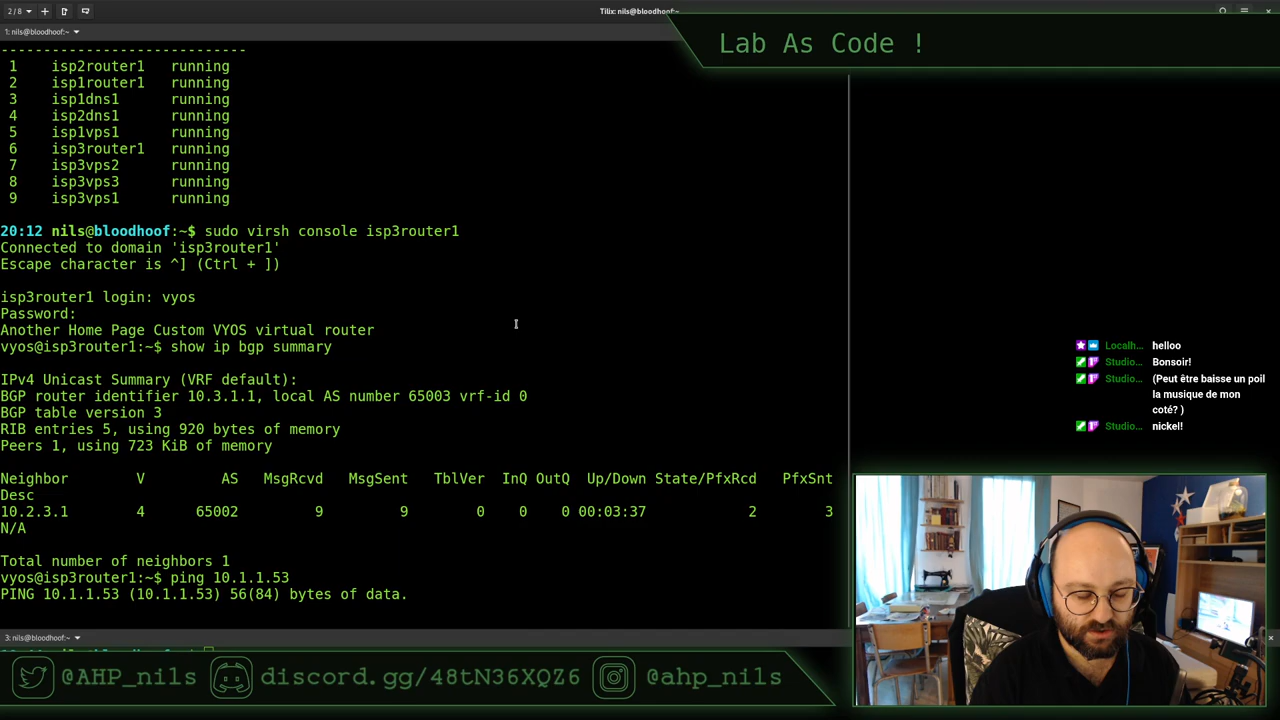 2 / 8
Tilix: nils@bloodhoof:~
1: nils@bloodhoof:~
Lab As Code !
-----------------------------
1 isp2router1 running
2 isp1router1 running
3 isp1dns1 running
4 isp2dns1 running
5 isp1vps1 running
6 isp3router1 running
7 isp3vps2 running
8 isp3vps3 running
9 isp3vps1 running
20:12 nils@bloodhoof:~$ sudo virsh console isp3router1
Connected to domain 'isp3router1'
Escape character is ^] (Ctrl + ])
isp3router1 login: vyos
Password:
Another Home Page Custom VYOS virtual router
vyos@isp3router1:~$ show ip bgp summary
IPv4 Unicast Summary (VRF default):
BGP router identifier 10.3.1.1, local AS number 65003 vrf-id 0
BGP table version 3
RIB entries 5, using 920 bytes of memory
Peers 1, using 723 KiB of memory
Neighbor V AS MsgRcvd MsgSent TblVer InQ OutQ Up/Down State/PfxRcd PfxSnt
Desc
10.2.3.1 4 65002 9 9 0 0 0 00:03:37 2 3
N/A
Total number of neighbors 1
vyos@isp3router1:~$ ping 10.1.1.53
PING 10.1.1.53 (10.1.1.53) 56(84) bytes of data.
3: nils@bloodhoof:~
Localh... helloo
Studio... Bonsoir!
Studio... (Peut être baisse un poil
la musique de mon
coté? )
Studio... nickel!
@AHP_nils discord.gg/48tN36XQZ6 @ahp_nils